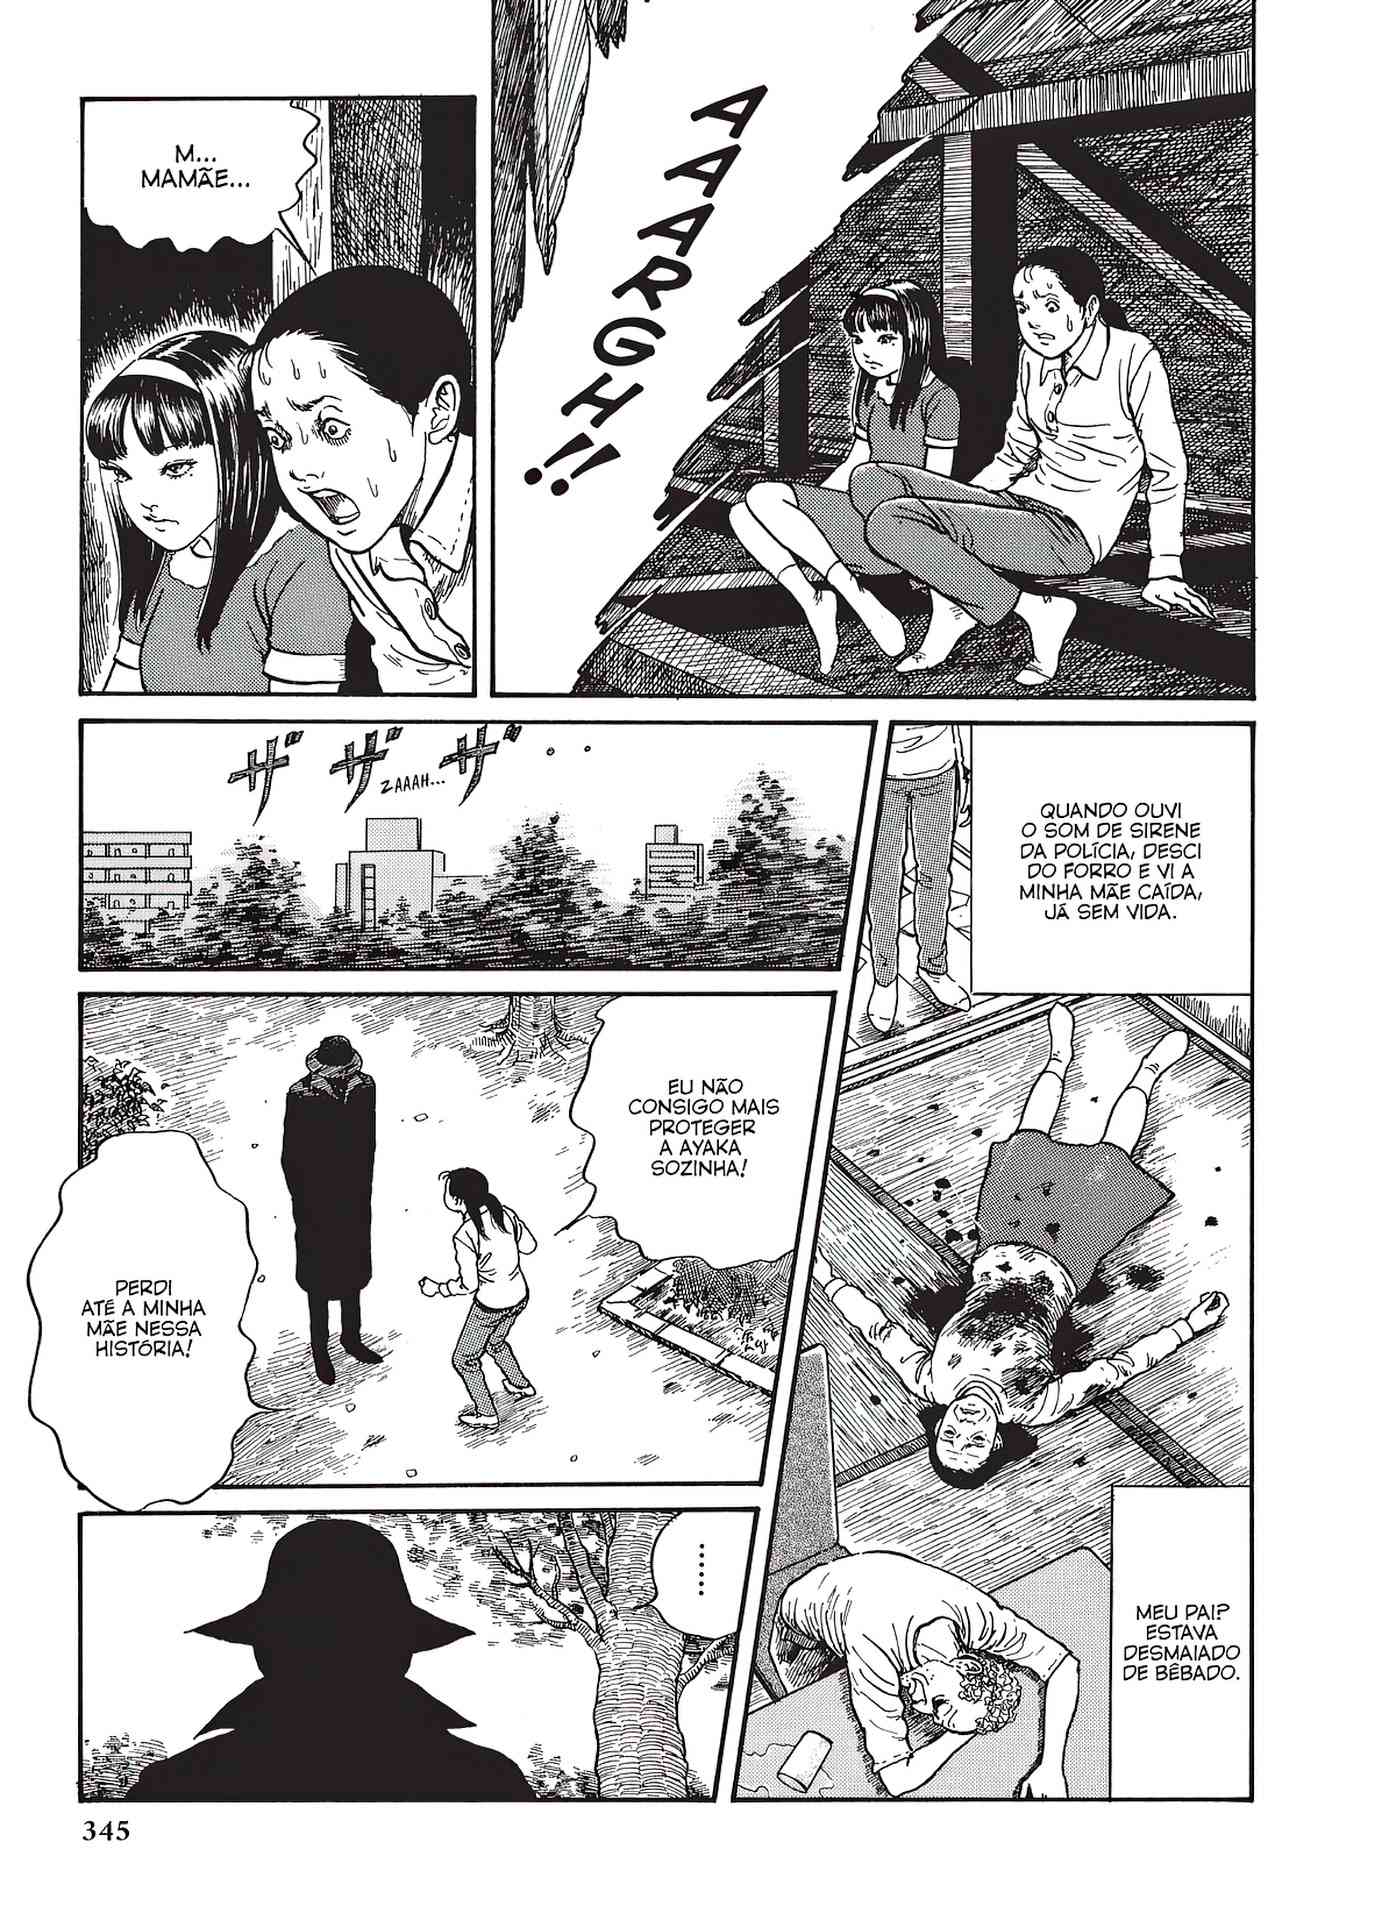 AAAARGH!!
M...
MAMÃE...
QUANDO OUVI
O SOM DE SIRENE
DA POLÍCIA, DESCI
DO FORRO E VI A
MINHA MÃE CAÍDA,
JÁ SEM VIDA.
MEU PAI?
ESTAVA
DESMAIADO
DE BÊBADO.
ザ ザ ザ・・
ZAAAH...
EU NÃO
CONSIGO MAIS
PROTEGER
A AYAKA
SOZINHA!
PERDI
ATÉ A MINHA
MÃE NESSA
HISTÓRIA!
.......
345